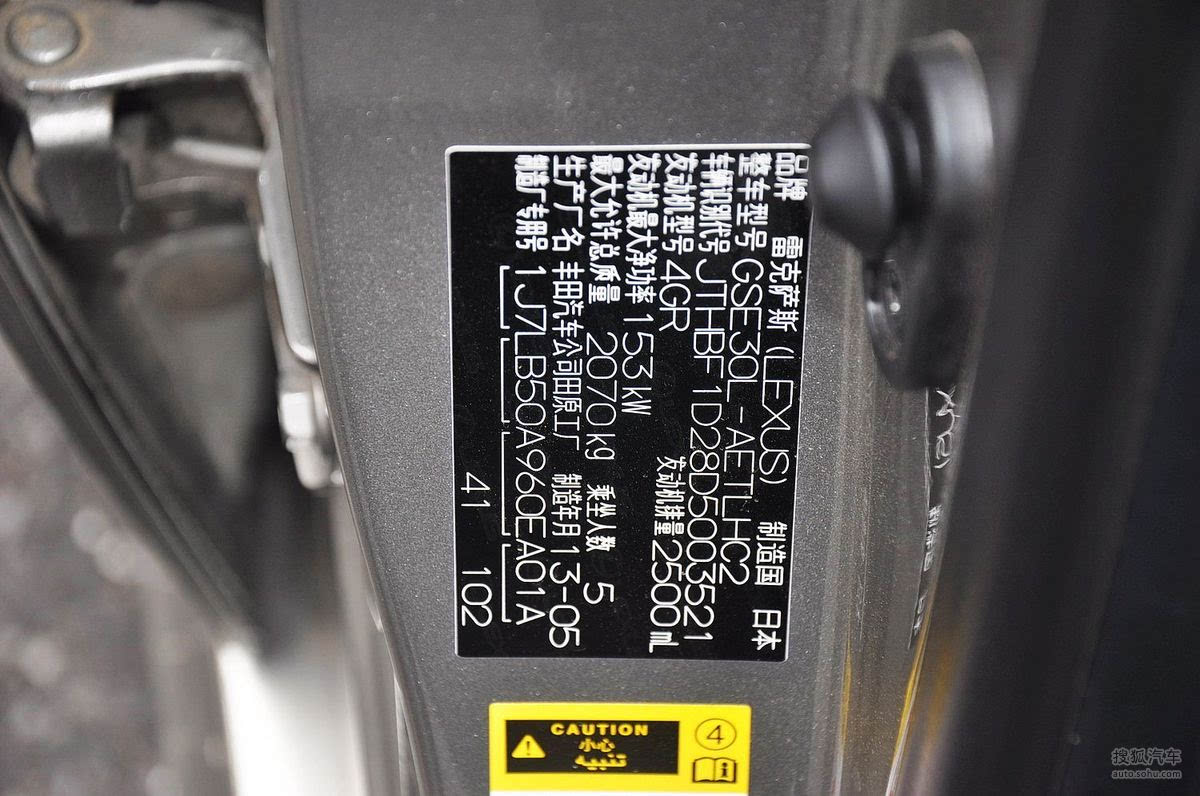 品牌 雷克萨斯 (LEXUS) 制造国 日本
整车型号 GSE30L-AETLHC2
车辆识别代号 JTHBF1D28D5003521
发动机型号 4GR 发动机排量 2500mL
发动机最大净功率 153kW
最大允许总质量 2070kg 乘坐人数 5
生产厂名 丰田汽车公司田原工厂 制造年月 13-05
制造厂专用号 1J7LB50A960EA01A
41 102
CAUTION
小心
تنبيه
4
搜狐汽车
auto.sohu.com